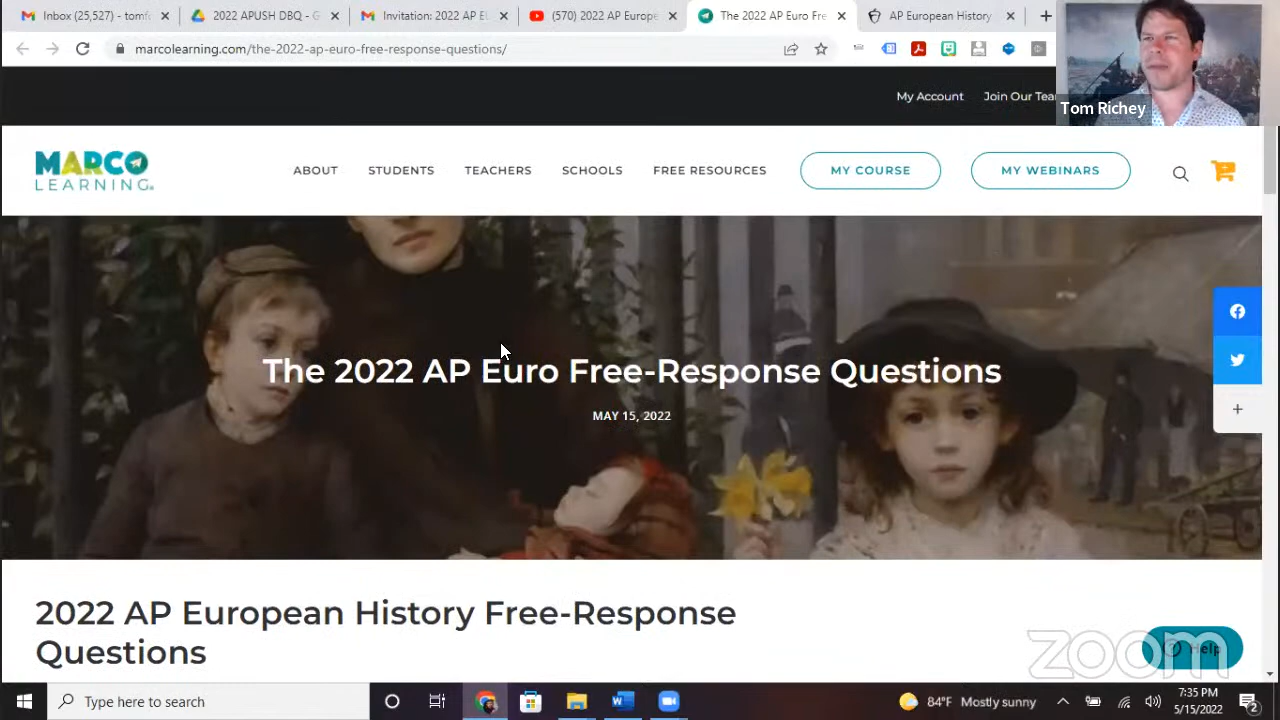 Inbox (25,527) - tomf
2022 APUSH DBQ - G
Invitation: 2022 AP E
(570) 2022 AP Europe
The 2022 AP Euro Fre
AP European History
marcolearning.com/the-2022-ap-euro-free-response-questions/
My Account
Join Our Tea
Tom Richey
MARCO
LEARNING
ABOUT
STUDENTS
TEACHERS
SCHOOLS
FREE RESOURCES
MY COURSE
MY WEBINARS
The 2022 AP Euro Free-Response Questions
MAY 15, 2022
2022 AP European History Free-Response
Questions
zoom
Help
Type here to search
84°F Mostly sunny
7:35 PM
5/15/2022
2